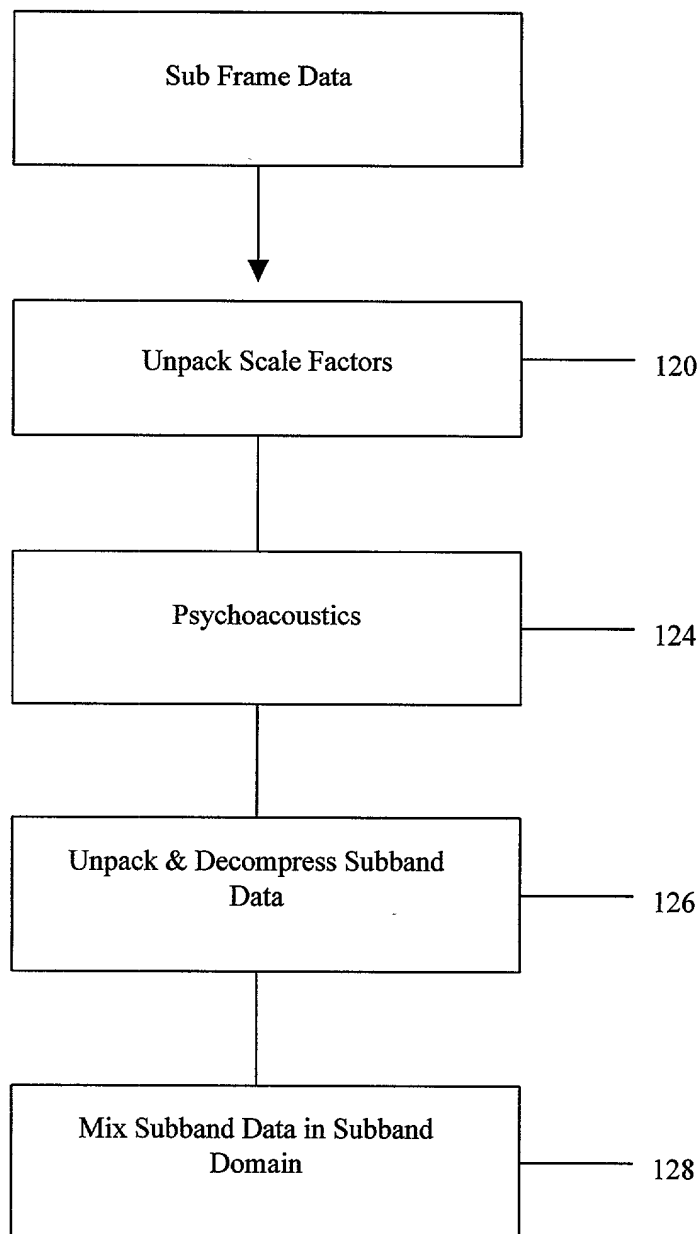 Sub Frame Data
Unpack Scale Factors
120
Psychoacoustics
124
Unpack & Decompress Subband
Data
126
Mix Subband Data in Subband
Domain
128